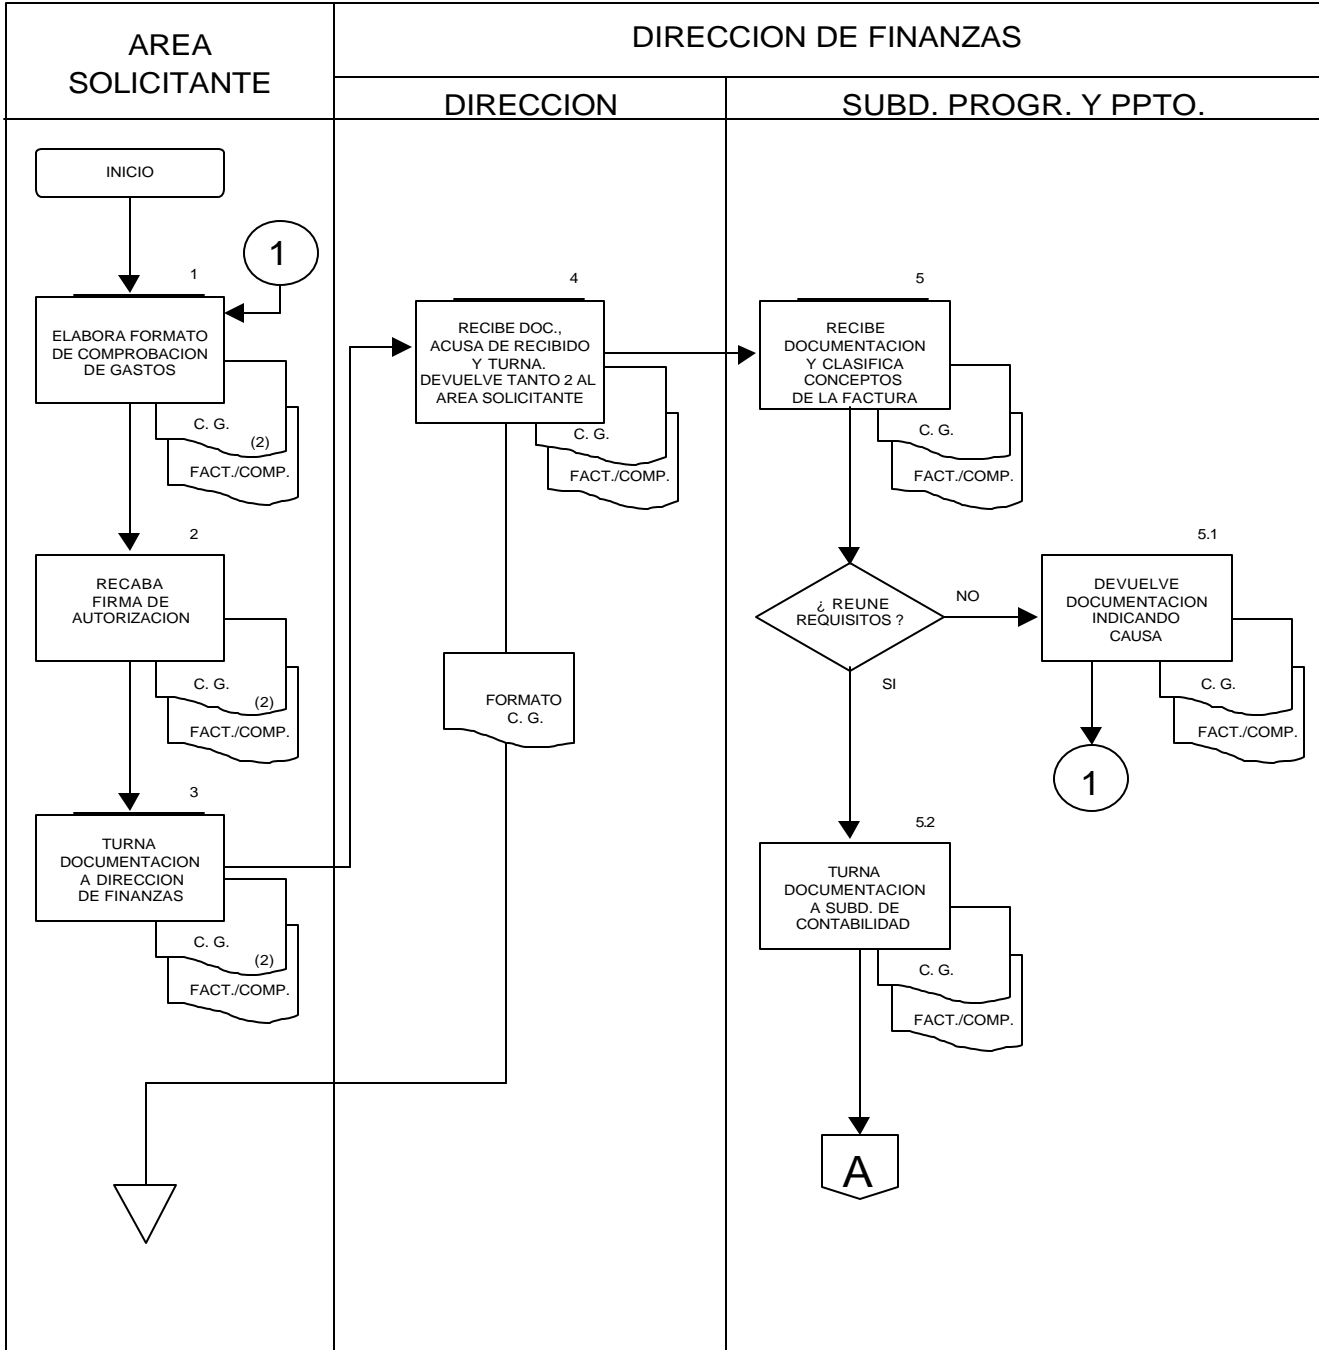 AREA
SOLICITANTE
DIRECCION DE FINANZAS
DIRECCION
SUBD. PROGR. Y PPTO.
INICIO
1
1
ELABORA FORMATO
DE COMPROBACION
DE GASTOS
C. G.
(2)
FACT./COMP.
2
RECABA
FIRMA DE
AUTORIZACION
C. G.
(2)
FACT./COMP.
3
TURNA
DOCUMENTACION
A DIRECCION
DE FINANZAS
C. G.
(2)
FACT./COMP.
4
RECIBE DOC.,
ACUSA DE RECIBIDO
Y TURNA.
DEVUELVE TANTO 2 AL
AREA SOLICITANTE
C. G.
FACT./COMP.
FORMATO
C. G.
5
RECIBE
DOCUMENTACION
Y CLASIFICA
CONCEPTOS
DE LA FACTURA
C. G.
FACT./COMP.
¿ REUNE
REQUISITOS ?
NO
SI
5.1
DEVUELVE
DOCUMENTACION
INDICANDO
CAUSA
C. G.
FACT./COMP.
1
5.2
TURNA
DOCUMENTACION
A SUBD. DE
CONTABILIDAD
C. G.
FACT./COMP.
A